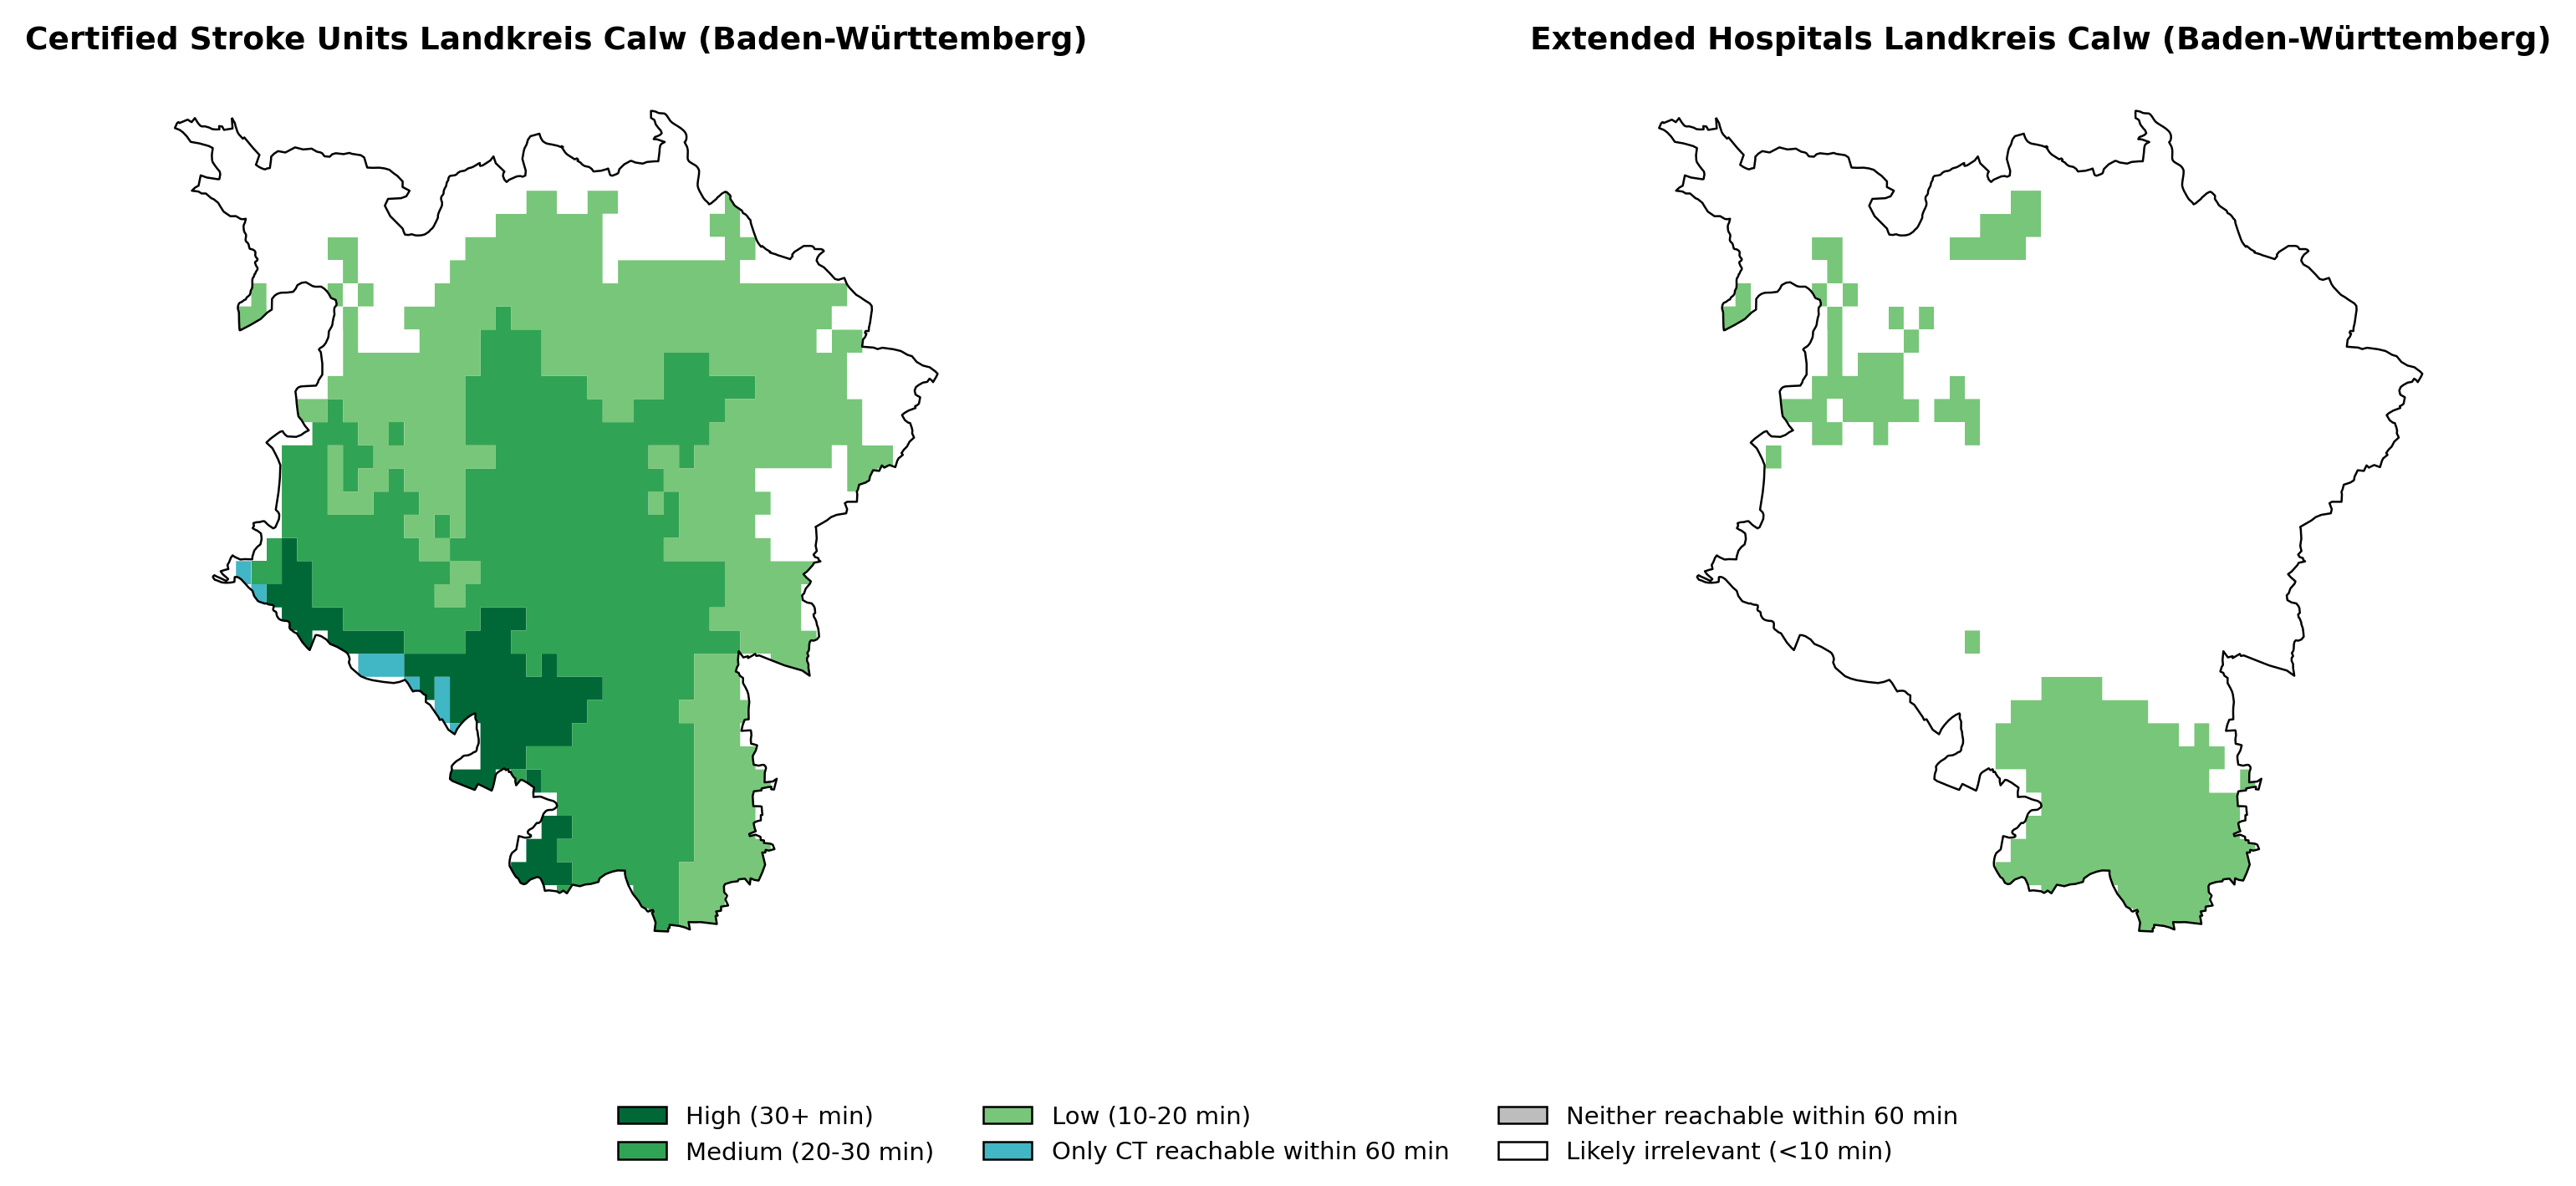 Certified Stroke Units Landkreis Calw (Baden-Württemberg)
Extended Hospitals Landkreis Calw (Baden-Württemberg)
High (30+ min)
Medium (20-30 min)
Low (10-20 min)
Only CT reachable within 60 min
Neither reachable within 60 min
Likely irrelevant (<10 min)